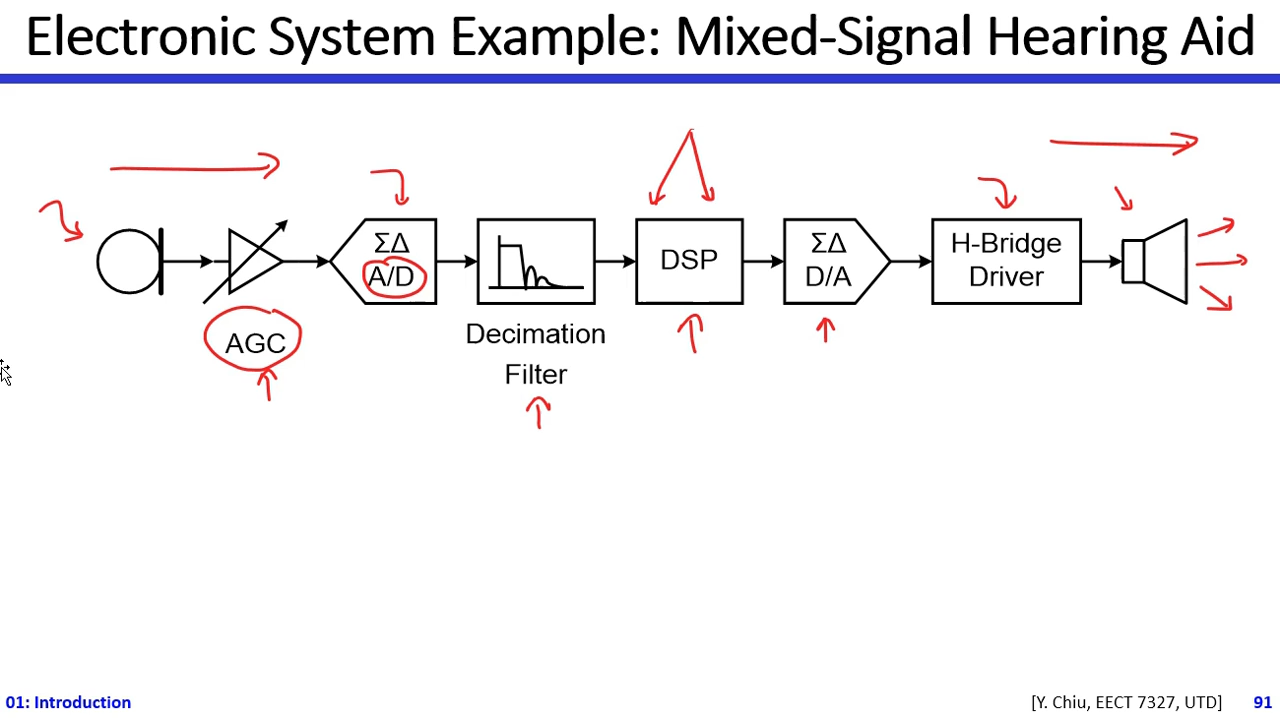 Electronic System Example: Mixed-Signal Hearing Aid
AGC
ΣΔ
A/D
Decimation
Filter
DSP
ΣΔ
D/A
H-Bridge
Driver
01: Introduction
[Y. Chiu, EECT 7327, UTD]
91